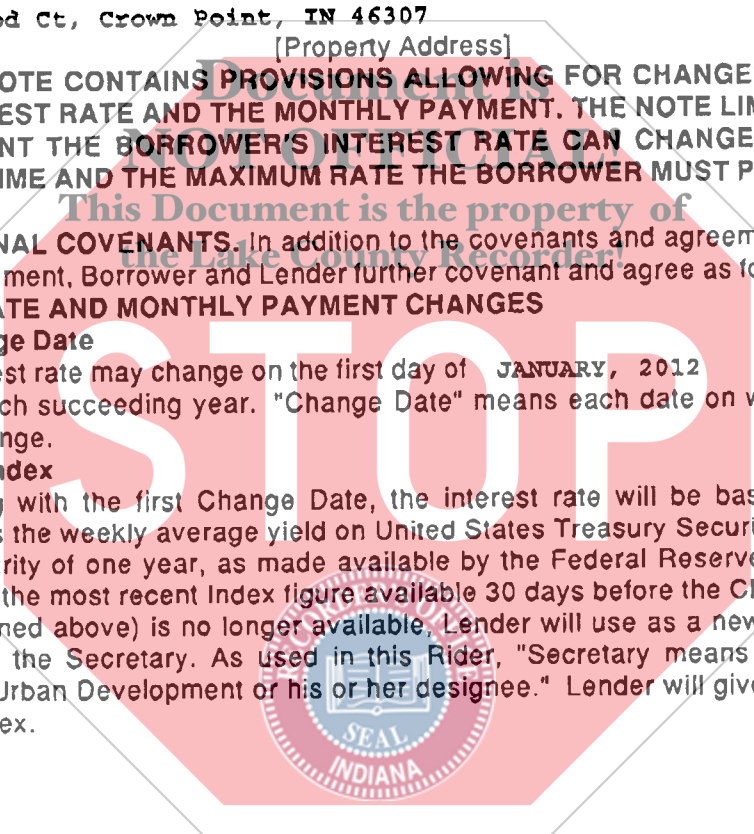 od Ct, Crown Point, IN 46307
[Property Address]
OTE CONTAINS PROVISIONS ALLOWING FOR CHANGE
Document is
EST RATE AND THE MONTHLY PAYMENT. THE NOTE LIM
NT THE BORROWER'S INTEREST RATE CAN CHANGE
NOT OFFICIAL!
IME AND THE MAXIMUM RATE THE BORROWER MUST P
This Document is the property of
NAL COVENANTS. In addition to the covenants and agreem
the Lake County Recorder!
ment, Borrower and Lender further covenant and agree as fo
ATE AND MONTHLY PAYMENT CHANGES
ge Date
est rate may change on the first day of JANUARY, 2012
ch succeeding year. "Change Date" means each date on w
nge.
STOP
ndex
g with the first Change Date, the interest rate will be bas
s the weekly average yield on United States Treasury Securi
rity of one year, as made available by the Federal Reserve
the most recent Index figure available 30 days before the Ch
ned above) is no longer available, Lender will use as a new
the Secretary. As used in this Rider, "Secretary means
Urban Development or his or her designee." Lender will give
ex.
RECORDER
SEAL
INDIANA